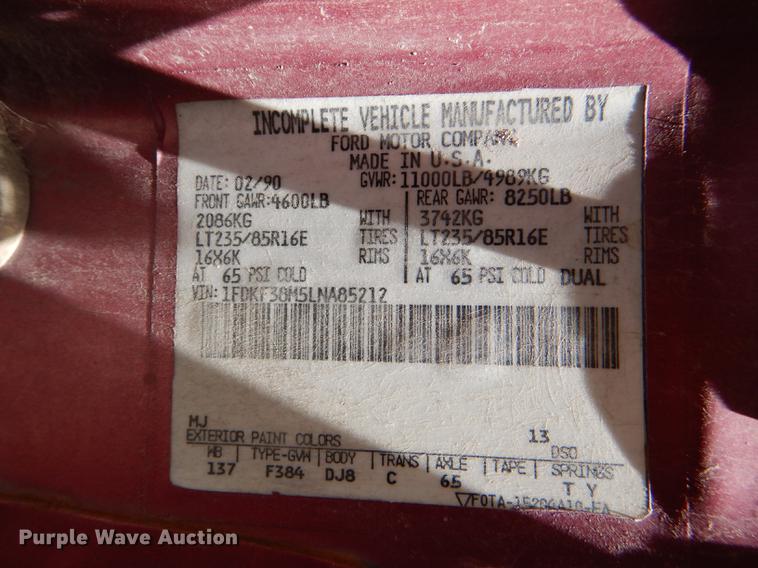 INCOMPLETE VEHICLE MANUFACTURED BY
FORD MOTOR COMPANY
MADE IN U.S.A.
DATE: 02/90 GVWR: 11000LB/4989KG
FRONT GAWR: 4600LB REAR GAWR: 8250LB
2086KG WITH 3742KG WITH
LT235/85R16E TIRES LT235/85R16E TIRES
16X6K RIMS 16X6K RIMS
AT 65 PSI COLD AT 65 PSI COLD DUAL
VIN: 1FDKF38M5LNA85212
MJ
EXTERIOR PAINT COLORS 13 DSO
WB TYPE-GVW BODY TRANS AXLE TAPE SPRINGS
137 F384 DJ8 C 65 T Y
Purple Wave Auction